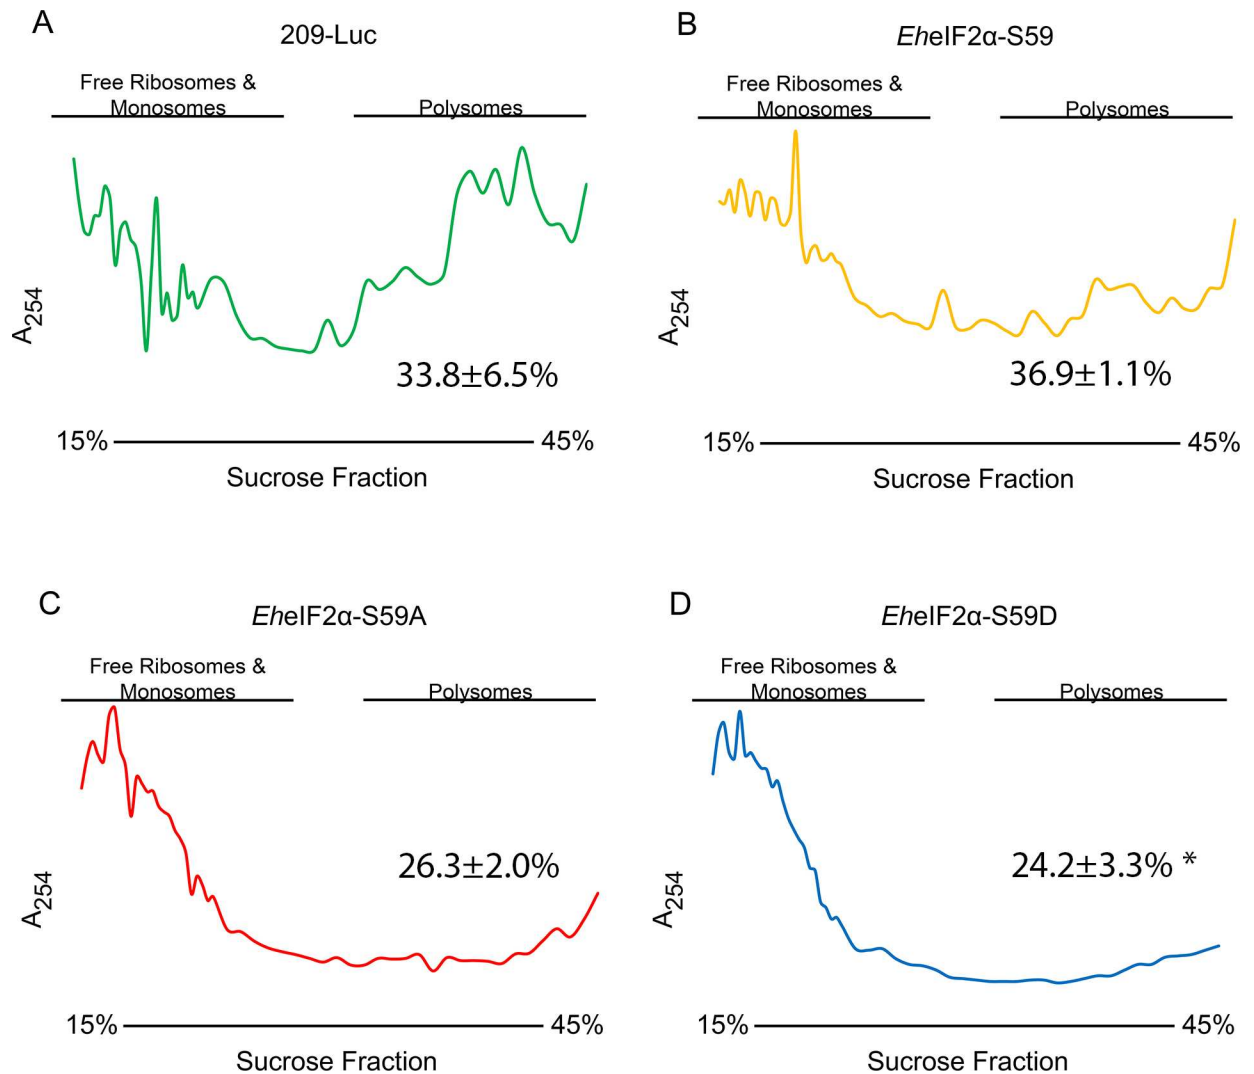 A
209-Luc
Free Ribosomes &
Monosomes
Polysomes
A254
33.8±6.5%
15%
45%
Sucrose Fraction
B
EheIF2α-S59
Free Ribosomes &
Monosomes
Polysomes
A254
36.9±1.1%
15%
45%
Sucrose Fraction
C
EheIF2α-S59A
Free Ribosomes &
Monosomes
Polysomes
A254
26.3±2.0%
15%
45%
Sucrose Fraction
D
EheIF2α-S59D
Free Ribosomes &
Monosomes
Polysomes
A254
24.2±3.3% *
15%
45%
Sucrose Fraction